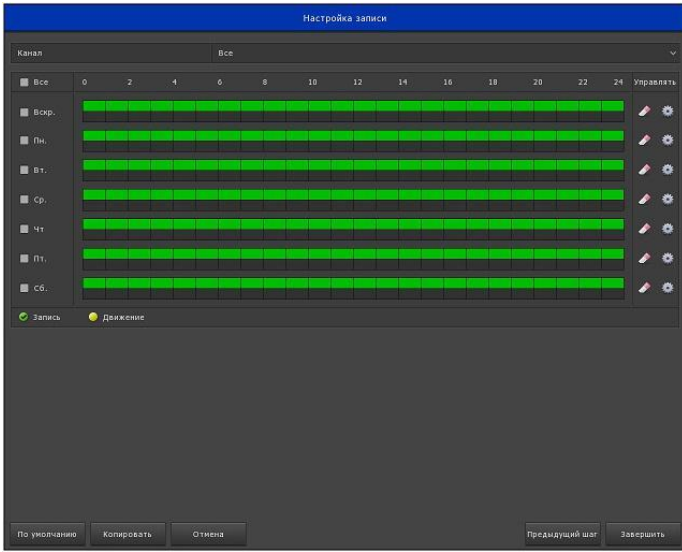 Настройка записи
Канал Все
Все 0 2 4 6 8 10 12 14 16 18 20 22 24 Управлять
Вскр.
Пн.
Вт.
Ср.
Чт
Пт.
Сб.
Запись Движение
По умолчанию Копировать Отмена Предыдущий шаг Завершить